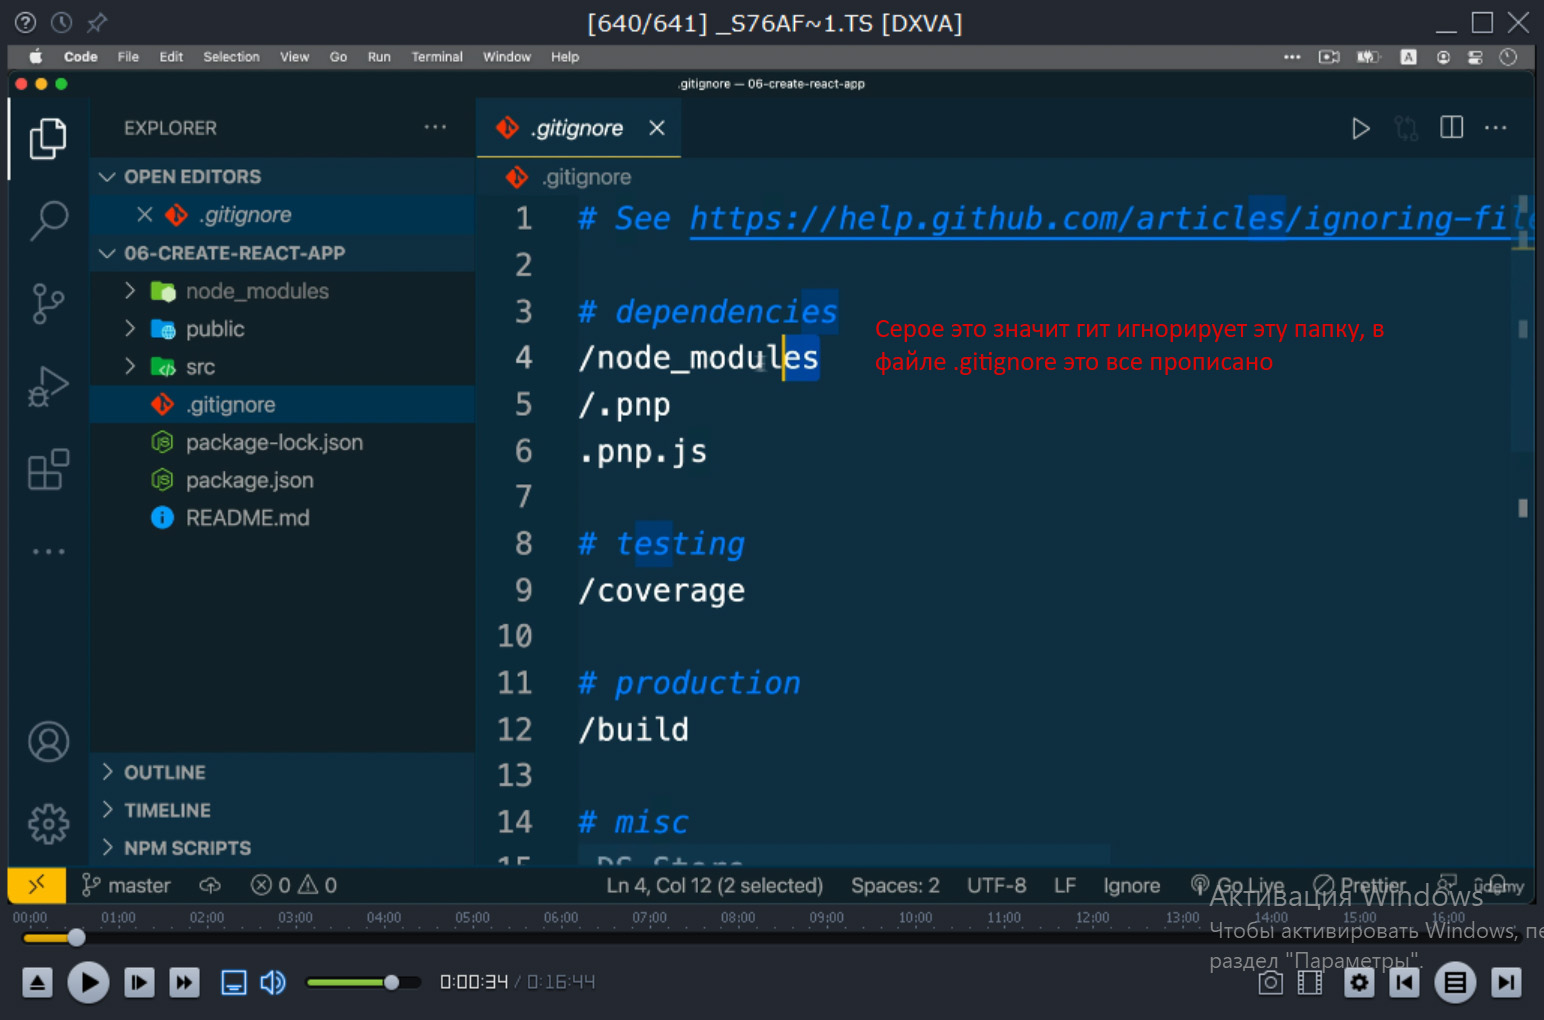 [640/641] _S76AF~1.TS [DXVA]
Code File Edit Selection View Go Run Terminal Window Help
.gitignore — 06-create-react-app
EXPLORER
.gitignore
OPEN EDITORS
.gitignore
.gitignore
06-CREATE-REACT-APP
node_modules
public
src
.gitignore
package-lock.json
package.json
README.md
OUTLINE
TIMELINE
NPM SCRIPTS
1 # See https://help.github.com/articles/ignoring-file
2
3 # dependencies
4 /node_modules
5 /.pnp
6 .pnp.js
7
8 # testing
9 /coverage
10
11 # production
12 /build
13
14 # misc
15 .DS_Store
Серое это значит гит игнорирует эту папку, в
файле .gitignore это все прописано
master 0 0 Ln 4, Col 12 (2 selected) Spaces: 2 UTF-8 LF Ignore Go Live Prettier
ûdemy
00:00 01:00 02:00 03:00 04:00 05:00 06:00 07:00 08:00 09:00 10:00 11:00 12:00 13:00 14:00 15:00 16:00
Активация Windows
Чтобы активировать Windows, пе
раздел "Параметры".
0:00:34 / 0:16:44